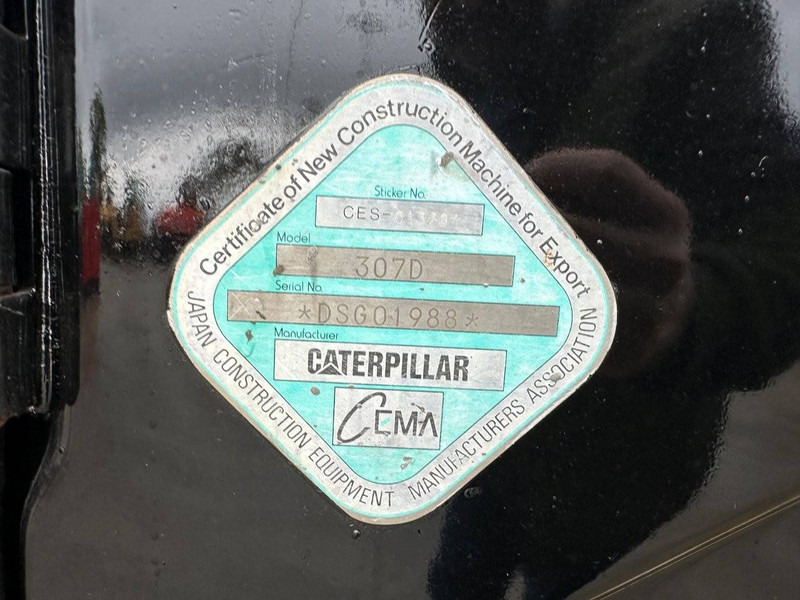 Certificate of New Construction Machine for Export
Sticker No.
CES-
Model
307D
Serial No.
*DSG01988*
Manufacturer
CATERPILLAR
CEMA
JAPAN CONSTRUCTION EQUIPMENT MANUFACTURERS ASSOCIATION